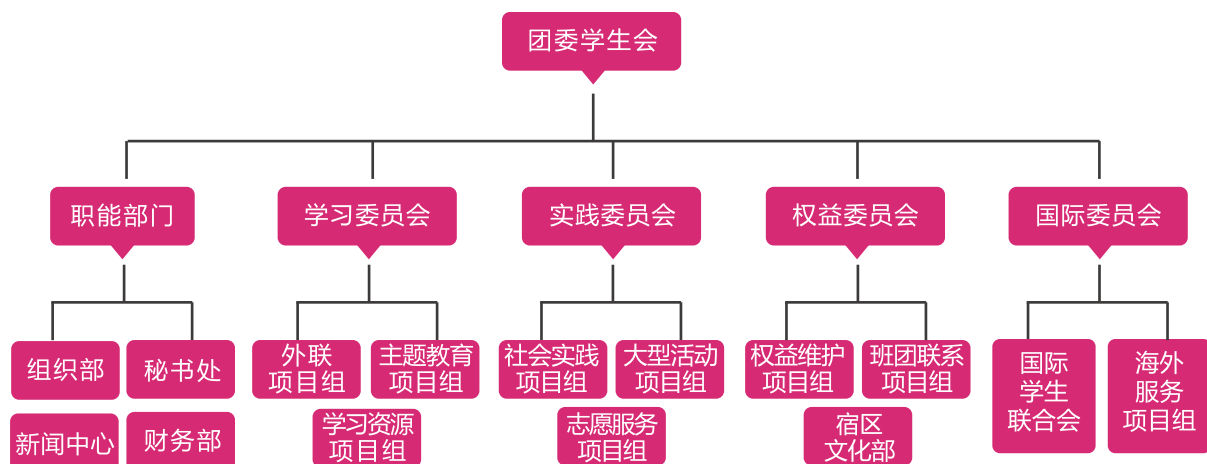 团委学生会
职能部门
学习委员会
实践委员会
权益委员会
国际委员会
组织部
秘书处
新闻中心
财务部
外联
项目组
主题教育
项目组
学习资源
项目组
社会实践
项目组
大型活动
项目组
志愿服务
项目组
权益维护
项目组
班团联系
项目组
宿区
文化部
国际
学生
联合会
海外
服务
项目组